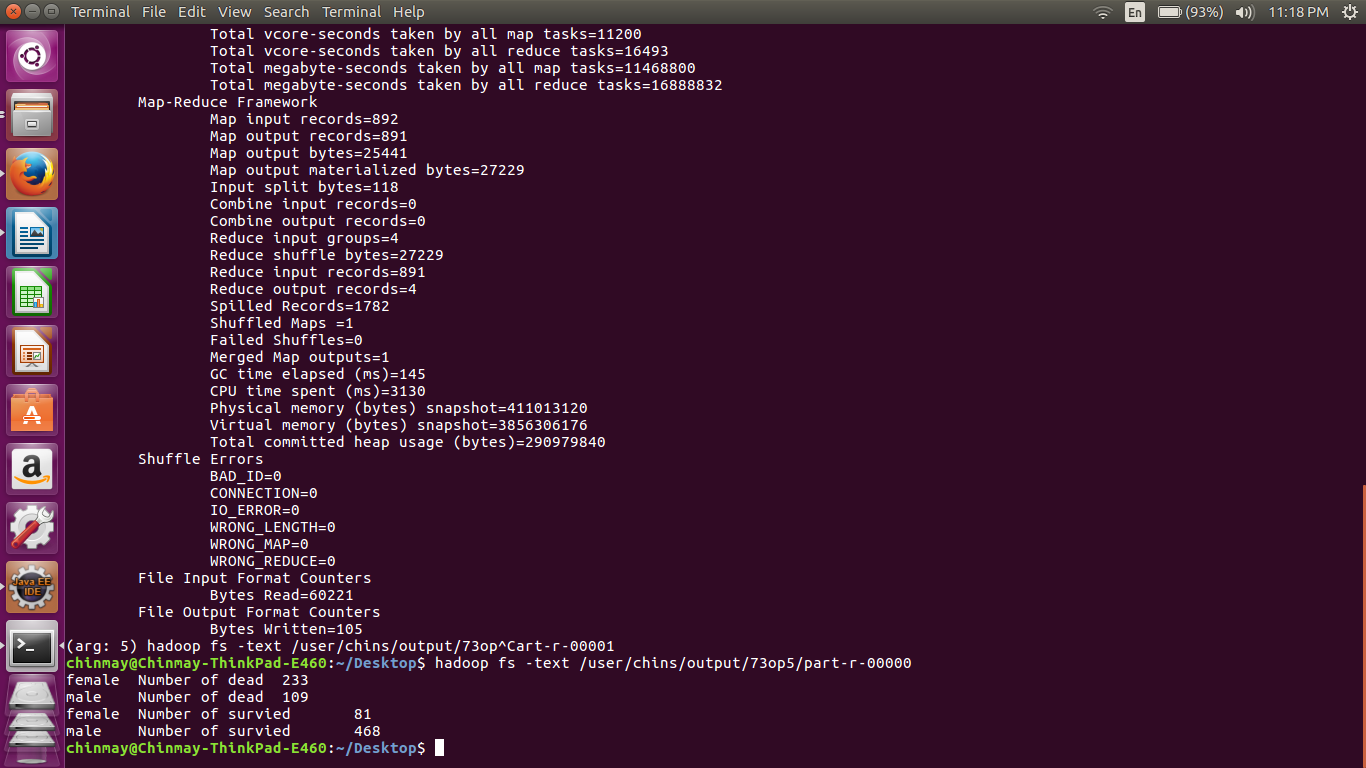 Terminal File Edit View Search Terminal Help En (93%) 11:18 PM
Total vcore-seconds taken by all map tasks=11200
Total vcore-seconds taken by all reduce tasks=16493
Total megabyte-seconds taken by all map tasks=11468800
Total megabyte-seconds taken by all reduce tasks=16888832
Map-Reduce Framework
Map input records=892
Map output records=891
Map output bytes=25441
Map output materialized bytes=27229
Input split bytes=118
Combine input records=0
Combine output records=0
Reduce input groups=4
Reduce shuffle bytes=27229
Reduce input records=891
Reduce output records=4
Spilled Records=1782
Shuffled Maps =1
Failed Shuffles=0
Merged Map outputs=1
GC time elapsed (ms)=145
CPU time spent (ms)=3130
Physical memory (bytes) snapshot=411013120
Virtual memory (bytes) snapshot=3856306176
Total committed heap usage (bytes)=290979840
Shuffle Errors
BAD_ID=0
CONNECTION=0
IO_ERROR=0
WRONG_LENGTH=0
WRONG_MAP=0
WRONG_REDUCE=0
File Input Format Counters
Bytes Read=60221
File Output Format Counters
Bytes Written=105
(arg: 5) hadoop fs -text /user/chins/output/73op^Cart-r-00001
chinmay@Chinmay-ThinkPad-E460:~/Desktop$ hadoop fs -text /user/chins/output/73op5/part-r-00000
female Number of dead 233
male Number of dead 109
female Number of survied 81
male Number of survied 468
chinmay@Chinmay-ThinkPad-E460:~/Desktop$
Java EE
IDE